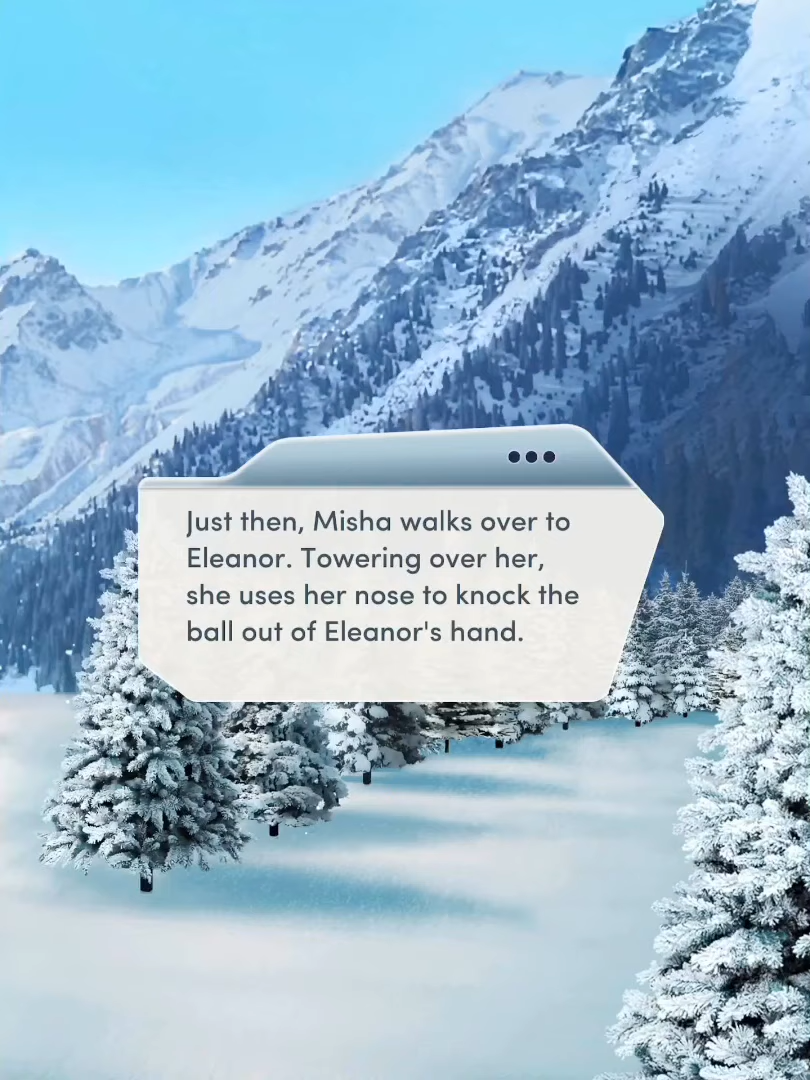 Just then, Misha walks over to
Eleanor. Towering over her,
she uses her nose to knock the
ball out of Eleanor's hand.